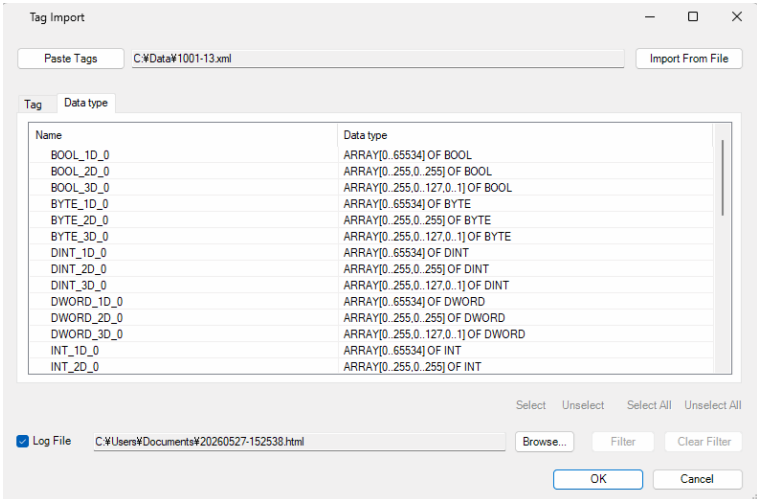 Tag Import
Paste Tags C:¥Data¥1001-13.xml Import From File
Tag Data type
Name Data type
BOOL_1D_0 ARRAY[0..65534] OF BOOL
BOOL_2D_0 ARRAY[0..255,0..255] OF BOOL
BOOL_3D_0 ARRAY[0..255,0..127,0..1] OF BOOL
BYTE_1D_0 ARRAY[0..65534] OF BYTE
BYTE_2D_0 ARRAY[0..255,0..255] OF BYTE
BYTE_3D_0 ARRAY[0..255,0..127,0..1] OF BYTE
DINT_1D_0 ARRAY[0..65534] OF DINT
DINT_2D_0 ARRAY[0..255,0..255] OF DINT
DINT_3D_0 ARRAY[0..255,0..127,0..1] OF DINT
DWORD_1D_0 ARRAY[0..65534] OF DWORD
DWORD_2D_0 ARRAY[0..255,0..255] OF DWORD
DWORD_3D_0 ARRAY[0..255,0..127,0..1] OF DWORD
INT_1D_0 ARRAY[0..65534] OF INT
INT_2D_0 ARRAY[0..255,0..255] OF INT
Select Unselect Select All Unselect All
Log File C:¥Users¥Documents¥20260527-152538.html Browse... Filter Clear Filter
OK Cancel